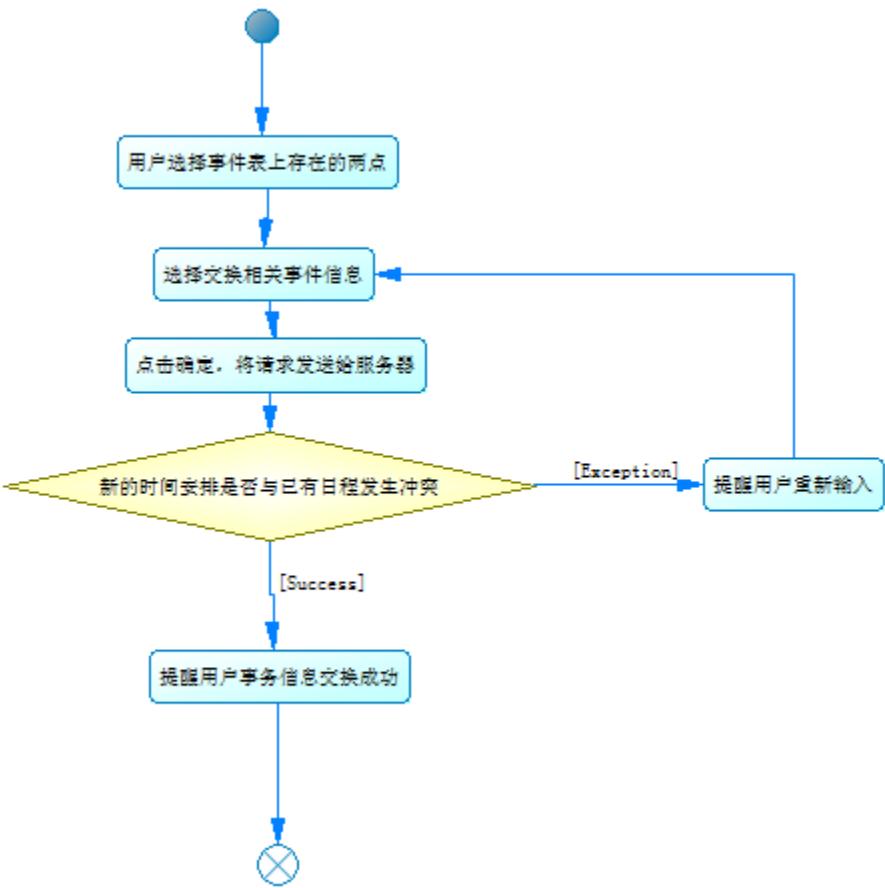 用户选择事件表上存在的两点
选择交换相关事件信息
点击确定，将请求发送给服务器
新的时间安排是否与已有日程发生冲突
[Exception]
提醒用户重新输入
[Success]
提醒用户事务信息交换成功